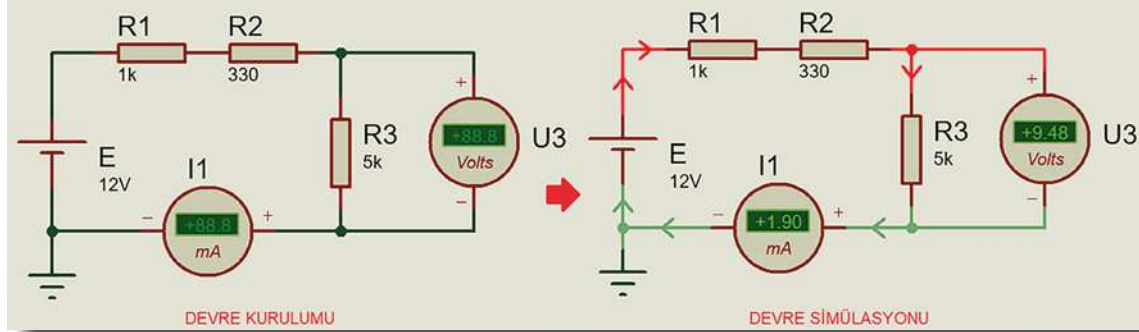 R1
1k
R2
330
R3
5k
+88.8
Volts
U3
E
12V
I1
+88.8
mA
DEVRE KURULUMU
R1
1k
R2
330
R3
5k
+9.48
Volts
U3
E
12V
I1
+1.90
mA
DEVRE SİMÜLASYONU